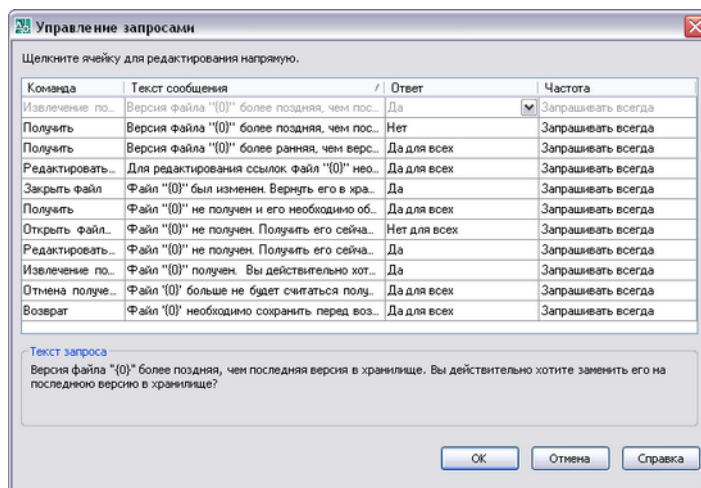 Управление запросами
Щелкните ячейку для редактирования напрямую.
Команда Текст сообщения / Ответ Частота
Извлечение по... Версия файла "{0}" более поздняя, чем пос... Да Запрашивать всегда
Получить Версия файла "{0}" более поздняя, чем пос... Нет Запрашивать всегда
Получить Версия файла "{0}" более ранняя, чем верс... Да для всех Запрашивать всегда
Редактировать... Для редактирования ссылок файл "{0}" нео... Да для всех Запрашивать всегда
Закрыть файл Файл "{0}" был изменен. Вернуть его в хра... Да Запрашивать всегда
Получить Файл "{0}" не получен и его необходимо об... Да для всех Запрашивать всегда
Открыть файл... Файл "{0}" не получен. Получить его сейча... Нет для всех Запрашивать всегда
Редактировать... Файл "{0}" не получен. Получить его сейча... Да Запрашивать всегда
Извлечение по... Файл "{0}" получен. Вы действительно хот... Да Запрашивать всегда
Отмена получе... Файл '{0}' больше не будет считаться полу... Да для всех Запрашивать всегда
Возврат Файл '{0}' необходимо сохранить перед воз... Да для всех Запрашивать всегда
Текст запроса
Версия файла "{0}" более поздняя, чем последняя версия в хранилище. Вы действительно хотите заменить его на
последнюю версию в хранилище?
ОК Отмена Справка